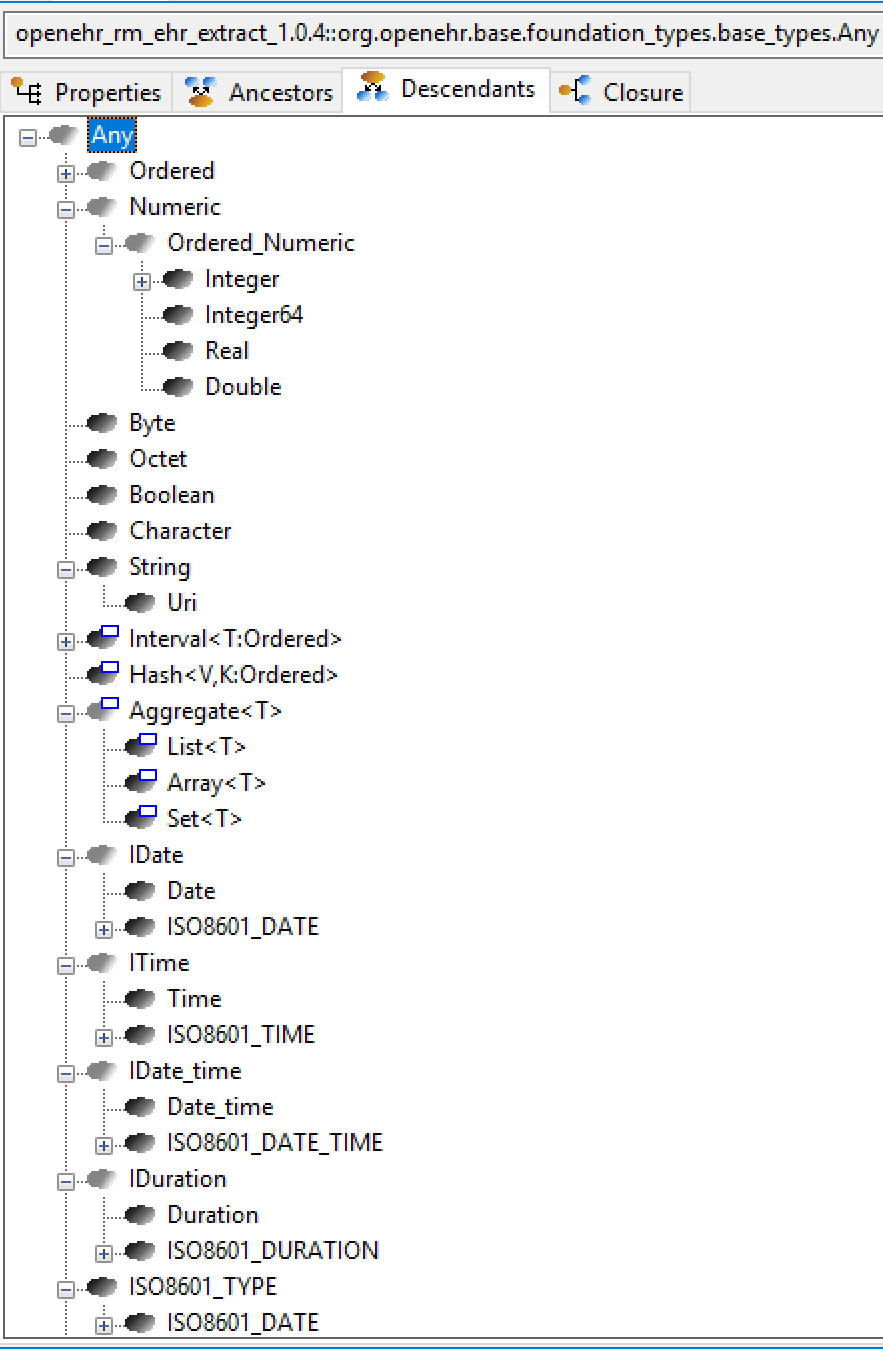 openehr_rm_ehr_extract_1.0.4::org.openehr.base.foundation_types.base_types.Any
Properties Ancestors Descendants Closure
Any
Ordered
Numeric
Ordered_Numeric
Integer
Integer64
Real
Double
Byte
Octet
Boolean
Character
String
Uri
Interval<T:Ordered>
Hash<V,K:Ordered>
Aggregate<T>
List<T>
Array<T>
Set<T>
IDate
Date
ISO8601_DATE
ITime
Time
ISO8601_TIME
IDate_time
Date_time
ISO8601_DATE_TIME
IDuration
Duration
ISO8601_DURATION
ISO8601_TYPE
ISO8601_DATE